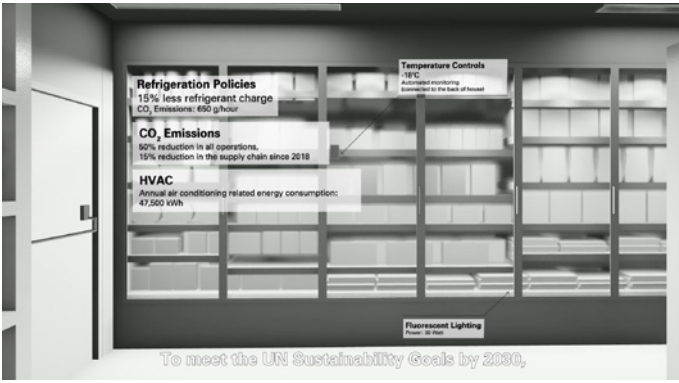 Refrigeration Policies
15% less refrigerant charge
CO₂ Emissions: 650 g/hour
CO₂ Emissions
50% reduction in all operations,
15% reduction in the supply chain since 2018
HVAC
Annual air conditioning related energy consumption:
47,500 kWh
Temperature Controls
-18°C
Automated monitoring
(connected to the back of house)
Fluorescent Lighting
Power: 30 Watt
To meet the UN Sustainability Goals by 2030,